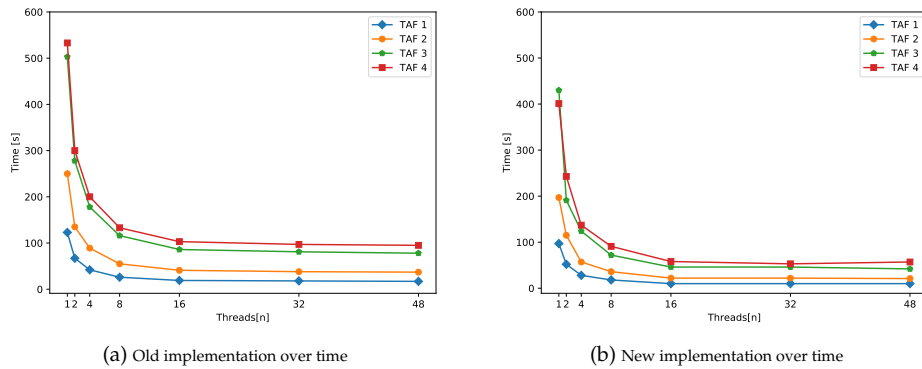 600
500
400
300
200
100
0
Time [s]
1 2 4 8 16 32 48
Threads[n]
TAF 1
TAF 2
TAF 3
TAF 4
(a) Old implementation over time
600
500
400
300
200
100
0
Time [s]
1 2 4 8 16 32 48
Threads[n]
TAF 1
TAF 2
TAF 3
TAF 4
(b) New implementation over time